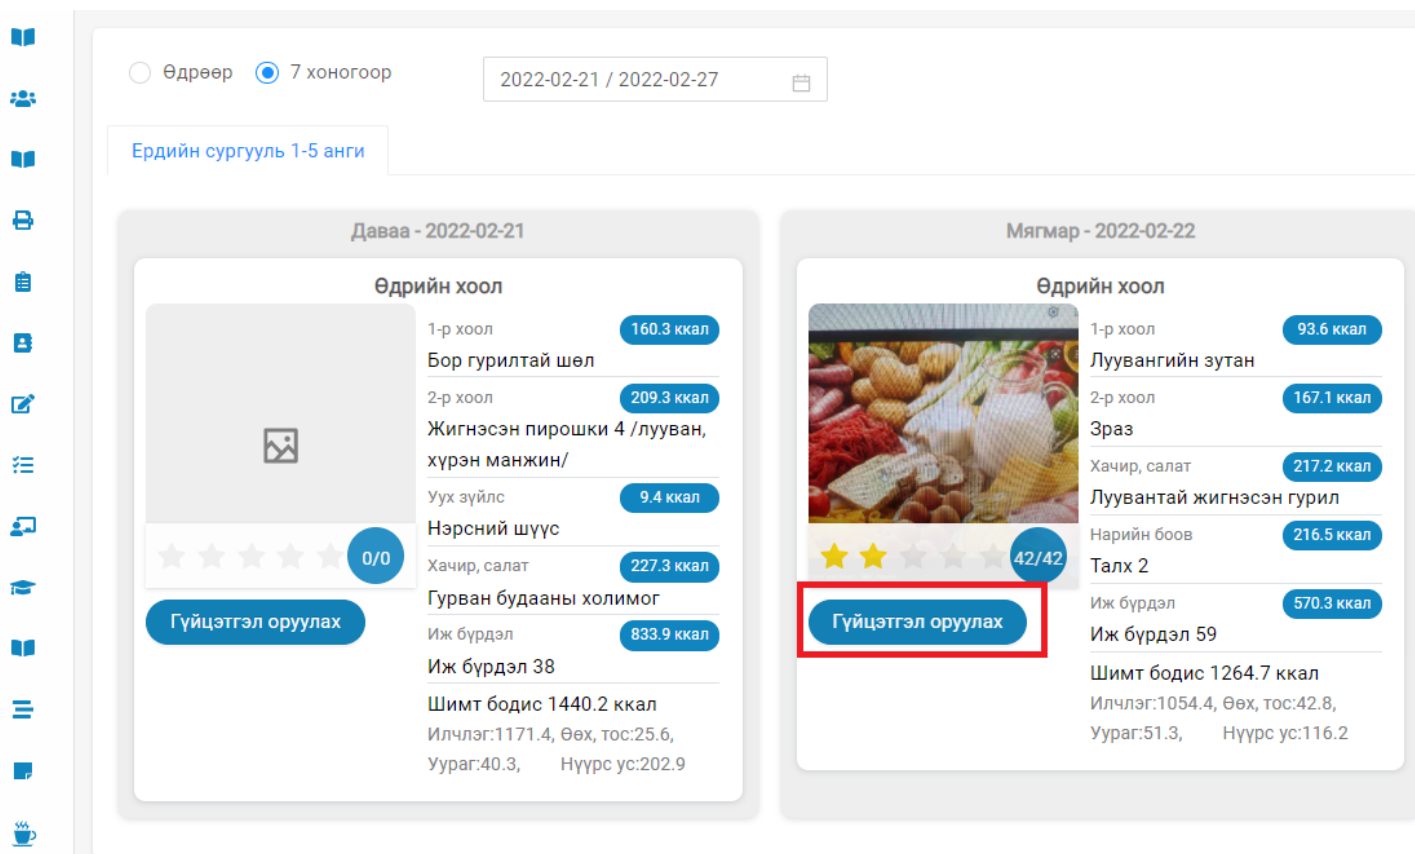 Өдрөөр 7 хоногоор 2022-02-21 / 2022-02-27
Ердийн сургууль 1-5 анги
Даваа - 2022-02-21
Өдрийн хоол
1-р хоол 160.3 ккал
Бор гурилтай шөл
2-р хоол 209.3 ккал
Жигнэсэн пирошки 4 /лууван,
хүрэн манжин/
Уух зүйлс 9.4 ккал
Нэрсний шүүс
0/0
Хачир, салат 227.3 ккал
Гурван будааны холимог
Гүйцэтгэл оруулах
Иж бүрдэл 833.9 ккал
Иж бүрдэл 38
Шимт бодис 1440.2 ккал
Илчлэг:1171.4, Өөх, тос:25.6,
Уураг:40.3, Нүүрс ус:202.9
Мягмар - 2022-02-22
Өдрийн хоол
1-р хоол 93.6 ккал
Луувангийн зутан
2-р хоол 167.1 ккал
Зраз
Хачир, салат 217.2 ккал
Луувантай жигнэсэн гурил
Нарийн боов 216.5 ккал
42/42
Талх 2
Иж бүрдэл 570.3 ккал
Гүйцэтгэл оруулах
Иж бүрдэл 59
Шимт бодис 1264.7 ккал
Илчлэг:1054.4, Өөх, тос:42.8,
Уураг:51.3, Нүүрс ус:116.2